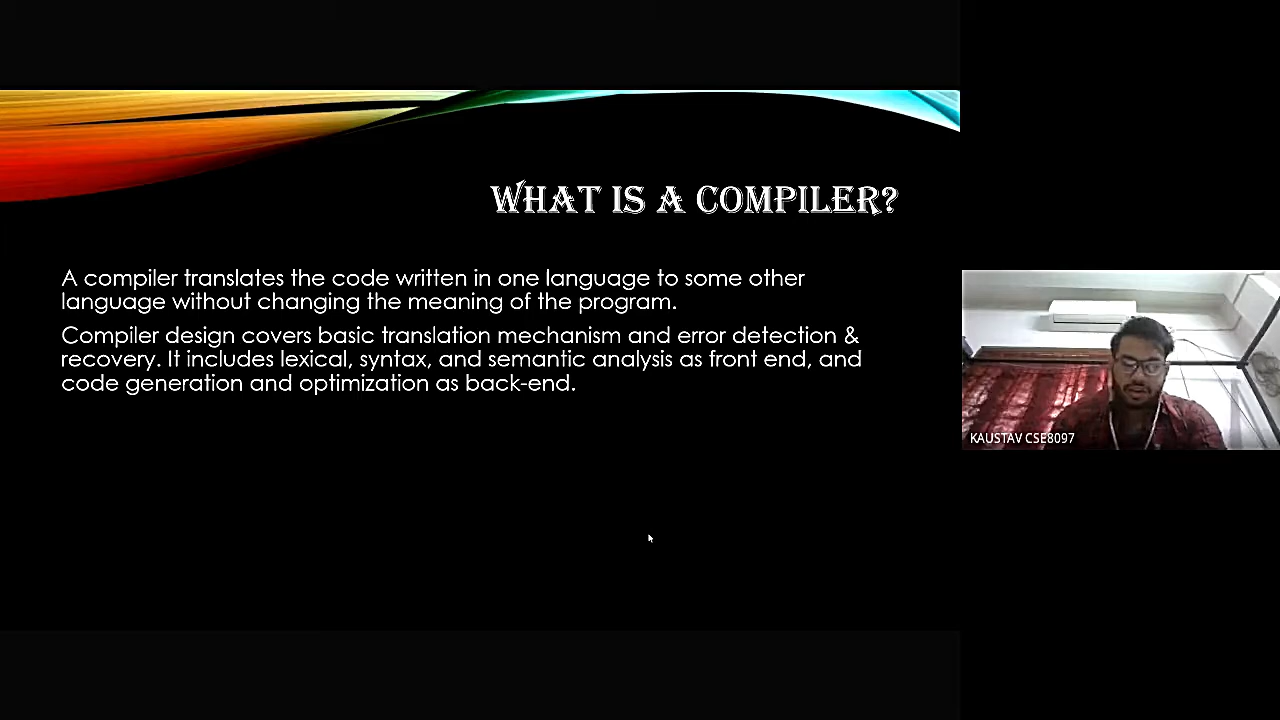 WHAT IS A COMPILER?
A compiler translates the code written in one language to some other
language without changing the meaning of the program.
Compiler design covers basic translation mechanism and error detection &
recovery. It includes lexical, syntax, and semantic analysis as front end, and
code generation and optimization as back-end.
KAUSTAV CSE8097